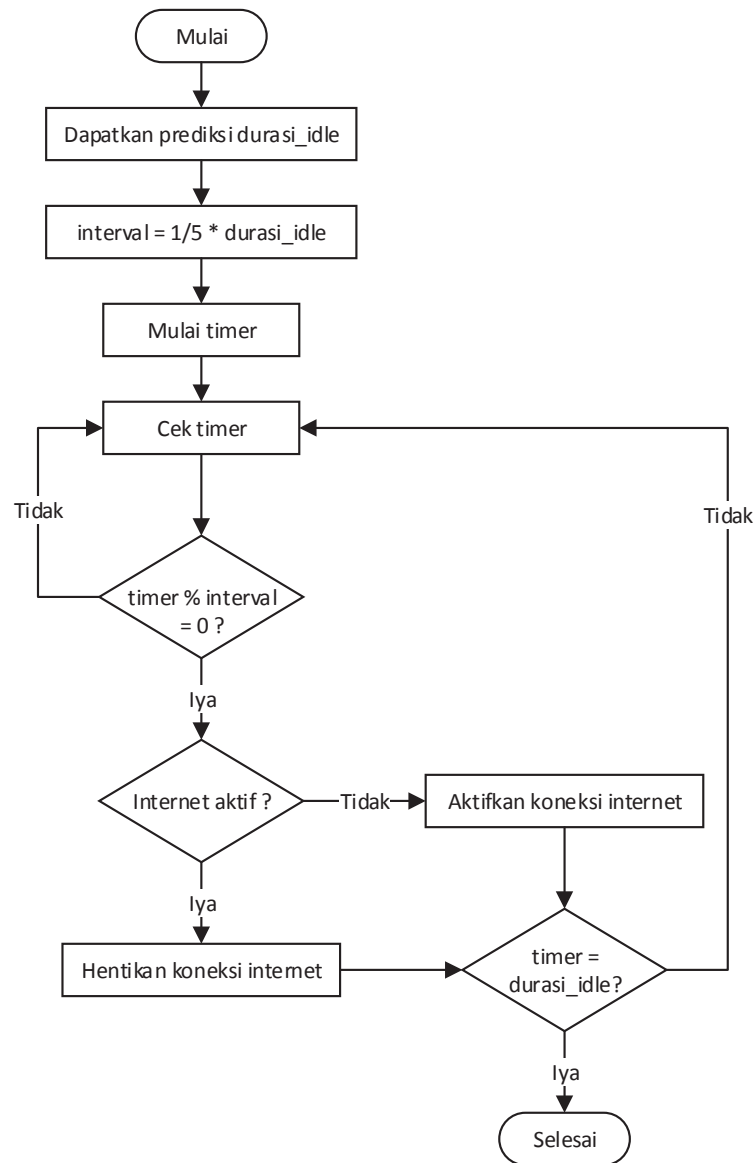 Mulai
Dapatkan prediksi durasi_idle
interval = 1/5 * durasi_idle
Mulai timer
Cek timer
Tidak
Tidak
timer % interval
= 0 ?
Iya
Internet aktif ?
Tidak
Aktifkan koneksi internet
Iya
Hentikan koneksi internet
timer =
durasi_idle?
Iya
Selesai